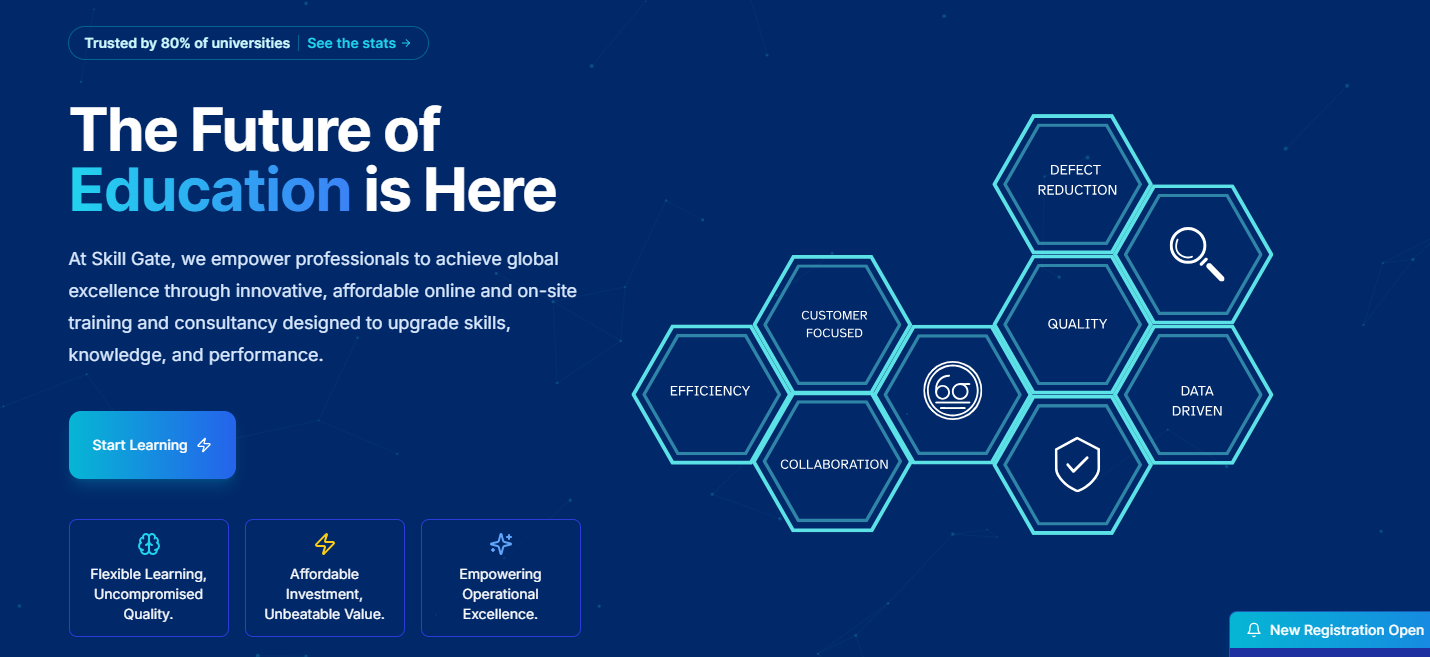 Trusted by 80% of universities | See the stats →
The Future of
Education is Here
At Skill Gate, we empower professionals to achieve global
excellence through innovative, affordable online and on-site
training and consultancy designed to upgrade skills,
knowledge, and performance.
Start Learning
Flexible Learning,
Uncompromised
Quality.
Affordable
Investment,
Unbeatable Value.
Empowering
Operational
Excellence.
DEFECT
REDUCTION
CUSTOMER
FOCUSED
QUALITY
EFFICIENCY
6σ
DATA
DRIVEN
COLLABORATION
New Registration Open